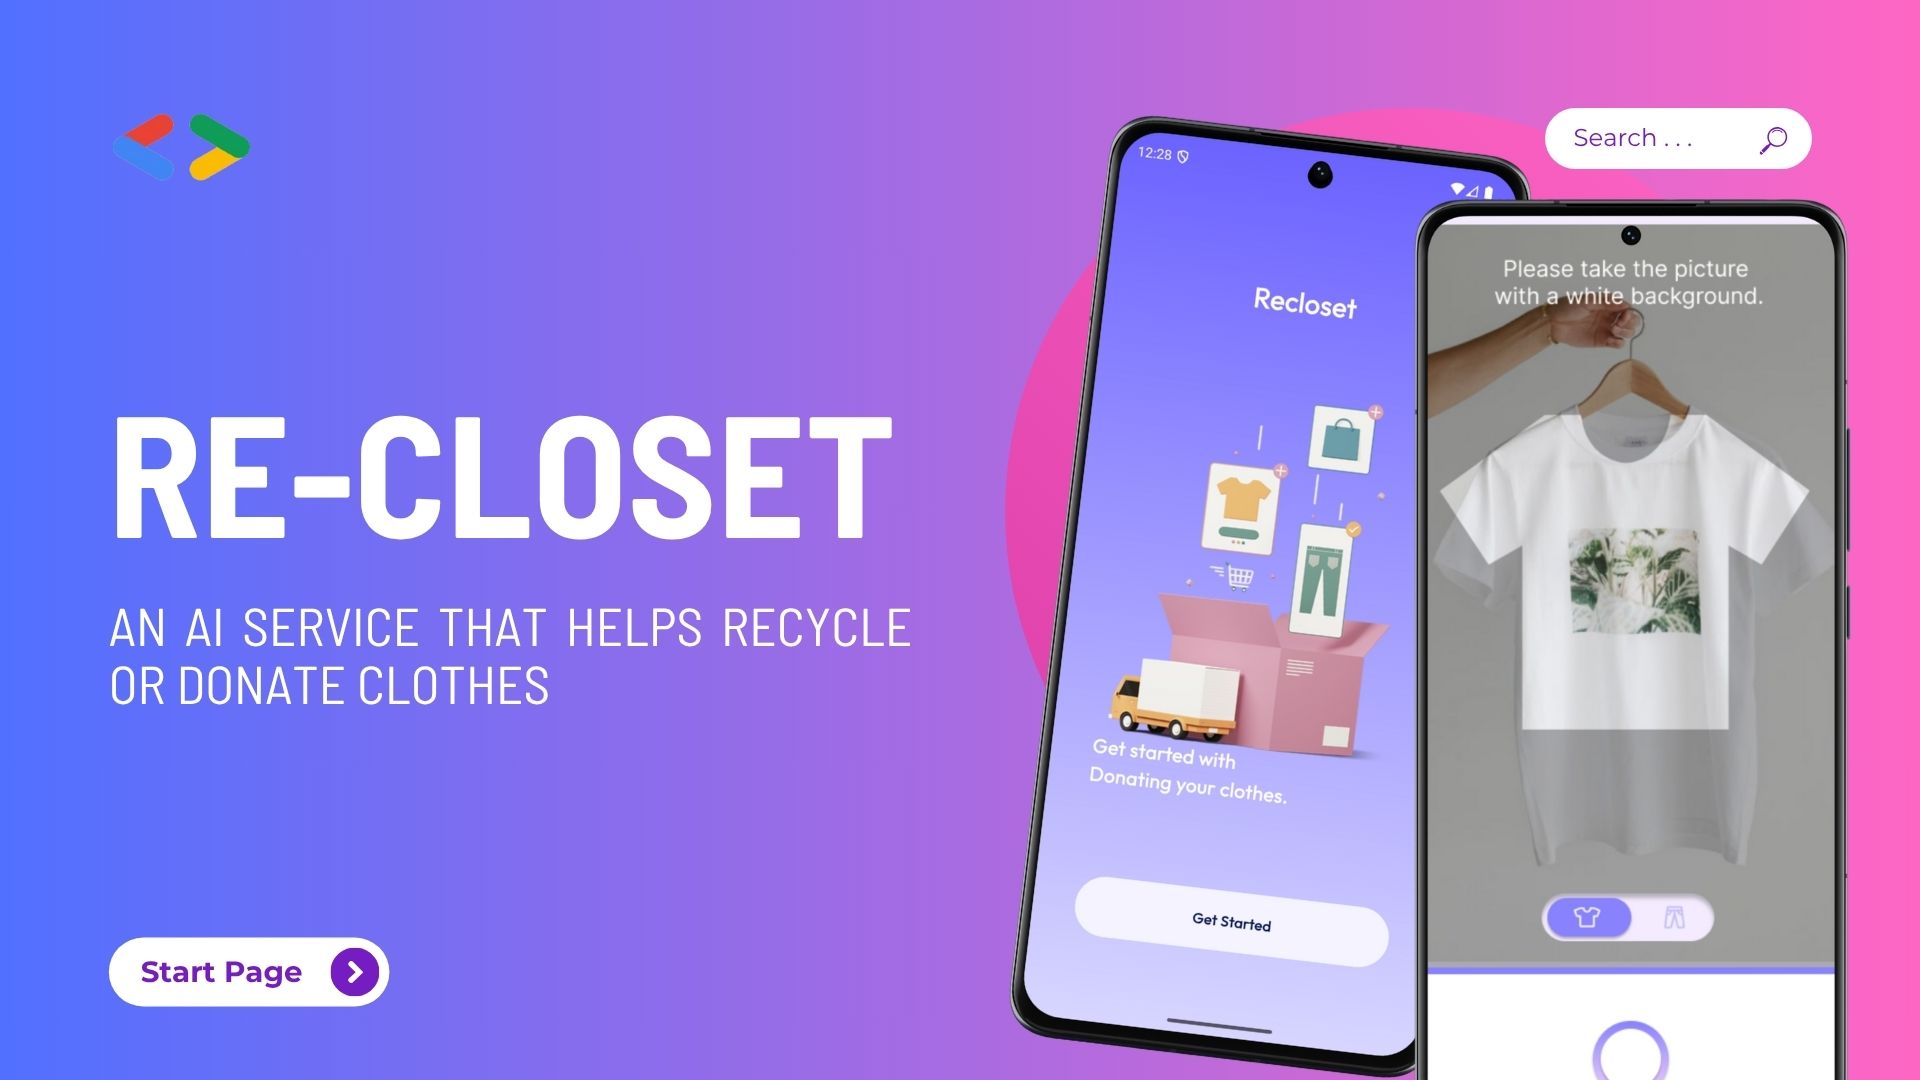 Search . . .
RE-CLOSET
AN AI SERVICE THAT HELPS RECYCLE
OR DONATE CLOTHES
Start Page
12:28
Recloset
Get started with
Donating your clothes.
Get Started
Please take the picture
with a white background.